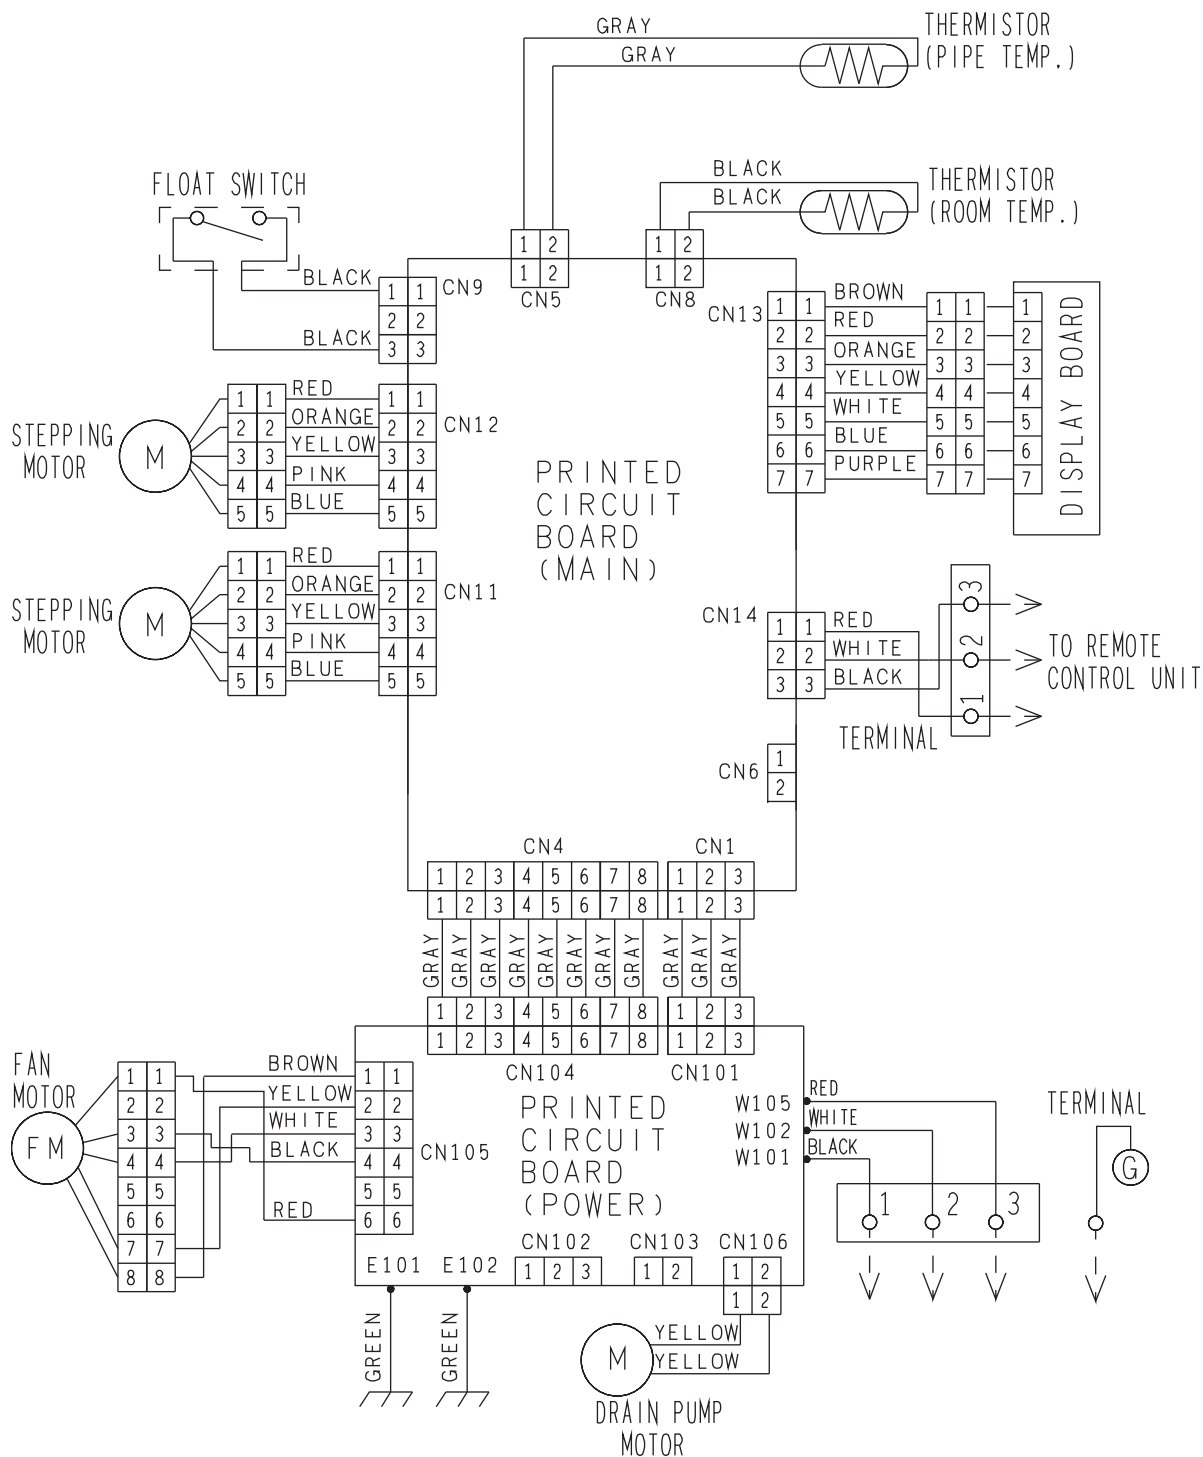 GRAY
THERMISTOR
(PIPE TEMP.)
GRAY
FLOAT SWITCH
BLACK
THERMISTOR
(ROOM TEMP.)
BLACK
1 2
1 2
CN5
1 2
1 2
CN8
BLACK
BLACK
1 1
2 2
3 3
CN9
STEPPING
MOTOR
M
1 1
2 2
3 3
4 4
5 5
RED
ORANGE
YELLOW
PINK
BLUE
1 1
2 2
3 3
4 4
5 5
CN12
STEPPING
MOTOR
M
1 1
2 2
3 3
4 4
5 5
RED
ORANGE
YELLOW
PINK
BLUE
1 1
2 2
3 3
4 4
5 5
CN11
PRINTED
CIRCUIT
BOARD
(MAIN)
CN13
1 1
2 2
3 3
4 4
5 5
6 6
7 7
BROWN
RED
ORANGE
YELLOW
WHITE
BLUE
PURPLE
1 1
2 2
3 3
4 4
5 5
6 6
7 7
1
2
3
4
5
6
7
DISPLAY BOARD
CN14
1 1
2 2
3 3
RED
WHITE
BLACK
TERMINAL
3
2
1
TO REMOTE
CONTROL UNIT
CN6
1
2
CN4
1 2 3 4 5 6 7 8
1 2 3 4 5 6 7 8
CN1
1 2 3
1 2 3
GRAY
GRAY
GRAY
GRAY
GRAY
GRAY
GRAY
GRAY
GRAY
GRAY
GRAY
1 2 3 4 5 6 7 8
1 2 3 4 5 6 7 8
CN104
1 2 3
1 2 3
CN101
FAN
MOTOR
FM
1 1
2 2
3 3
4 4
5 5
6 6
7 7
8 8
BROWN
YELLOW
WHITE
BLACK
RED
1 1
2 2
3 3
4 4
5 5
6 6
CN105
PRINTED
CIRCUIT
BOARD
(POWER)
W105
W102
W101
RED
WHITE
BLACK
1 2 3
TERMINAL
G
E101
E102
GREEN
GREEN
CN102
1 2 3
CN103
1 2
CN106
1 2
1 2
M
YELLOW
YELLOW
DRAIN PUMP
MOTOR